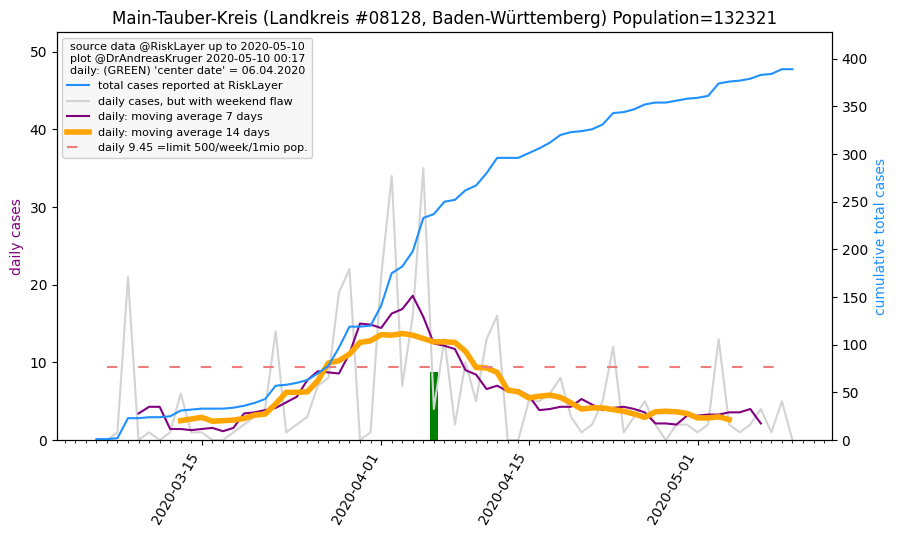 Main-Tauber-Kreis (Landkreis #08128, Baden-Württemberg) Population=132321
source data @RiskLayer up to 2020-05-10
plot @DrAndreasKruger 2020-05-10 00:17
daily: (GREEN) 'center date' = 06.04.2020
total cases reported at RiskLayer
daily cases, but with weekend flaw
daily: moving average 7 days
daily: moving average 14 days
daily 9.45 =limit 500/week/1mio pop.
daily cases
50
40
30
20
10
0
cumulative total cases
400
350
300
250
200
150
100
50
0
2020-03-15
2020-04-01
2020-04-15
2020-05-01